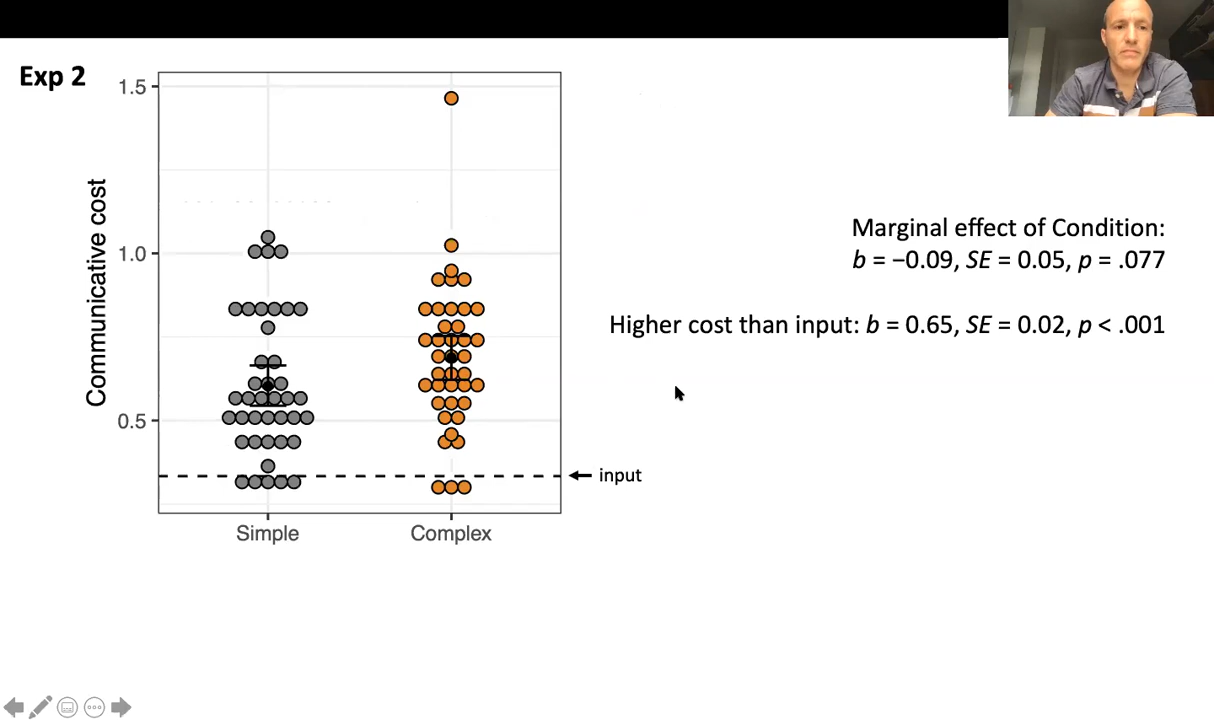 Exp 2
1.5
1.0
0.5
Communicative cost
Simple
Complex
input
Marginal effect of Condition:
b = −0.09, SE = 0.05, p = .077
Higher cost than input: b = 0.65, SE = 0.02, p < .001